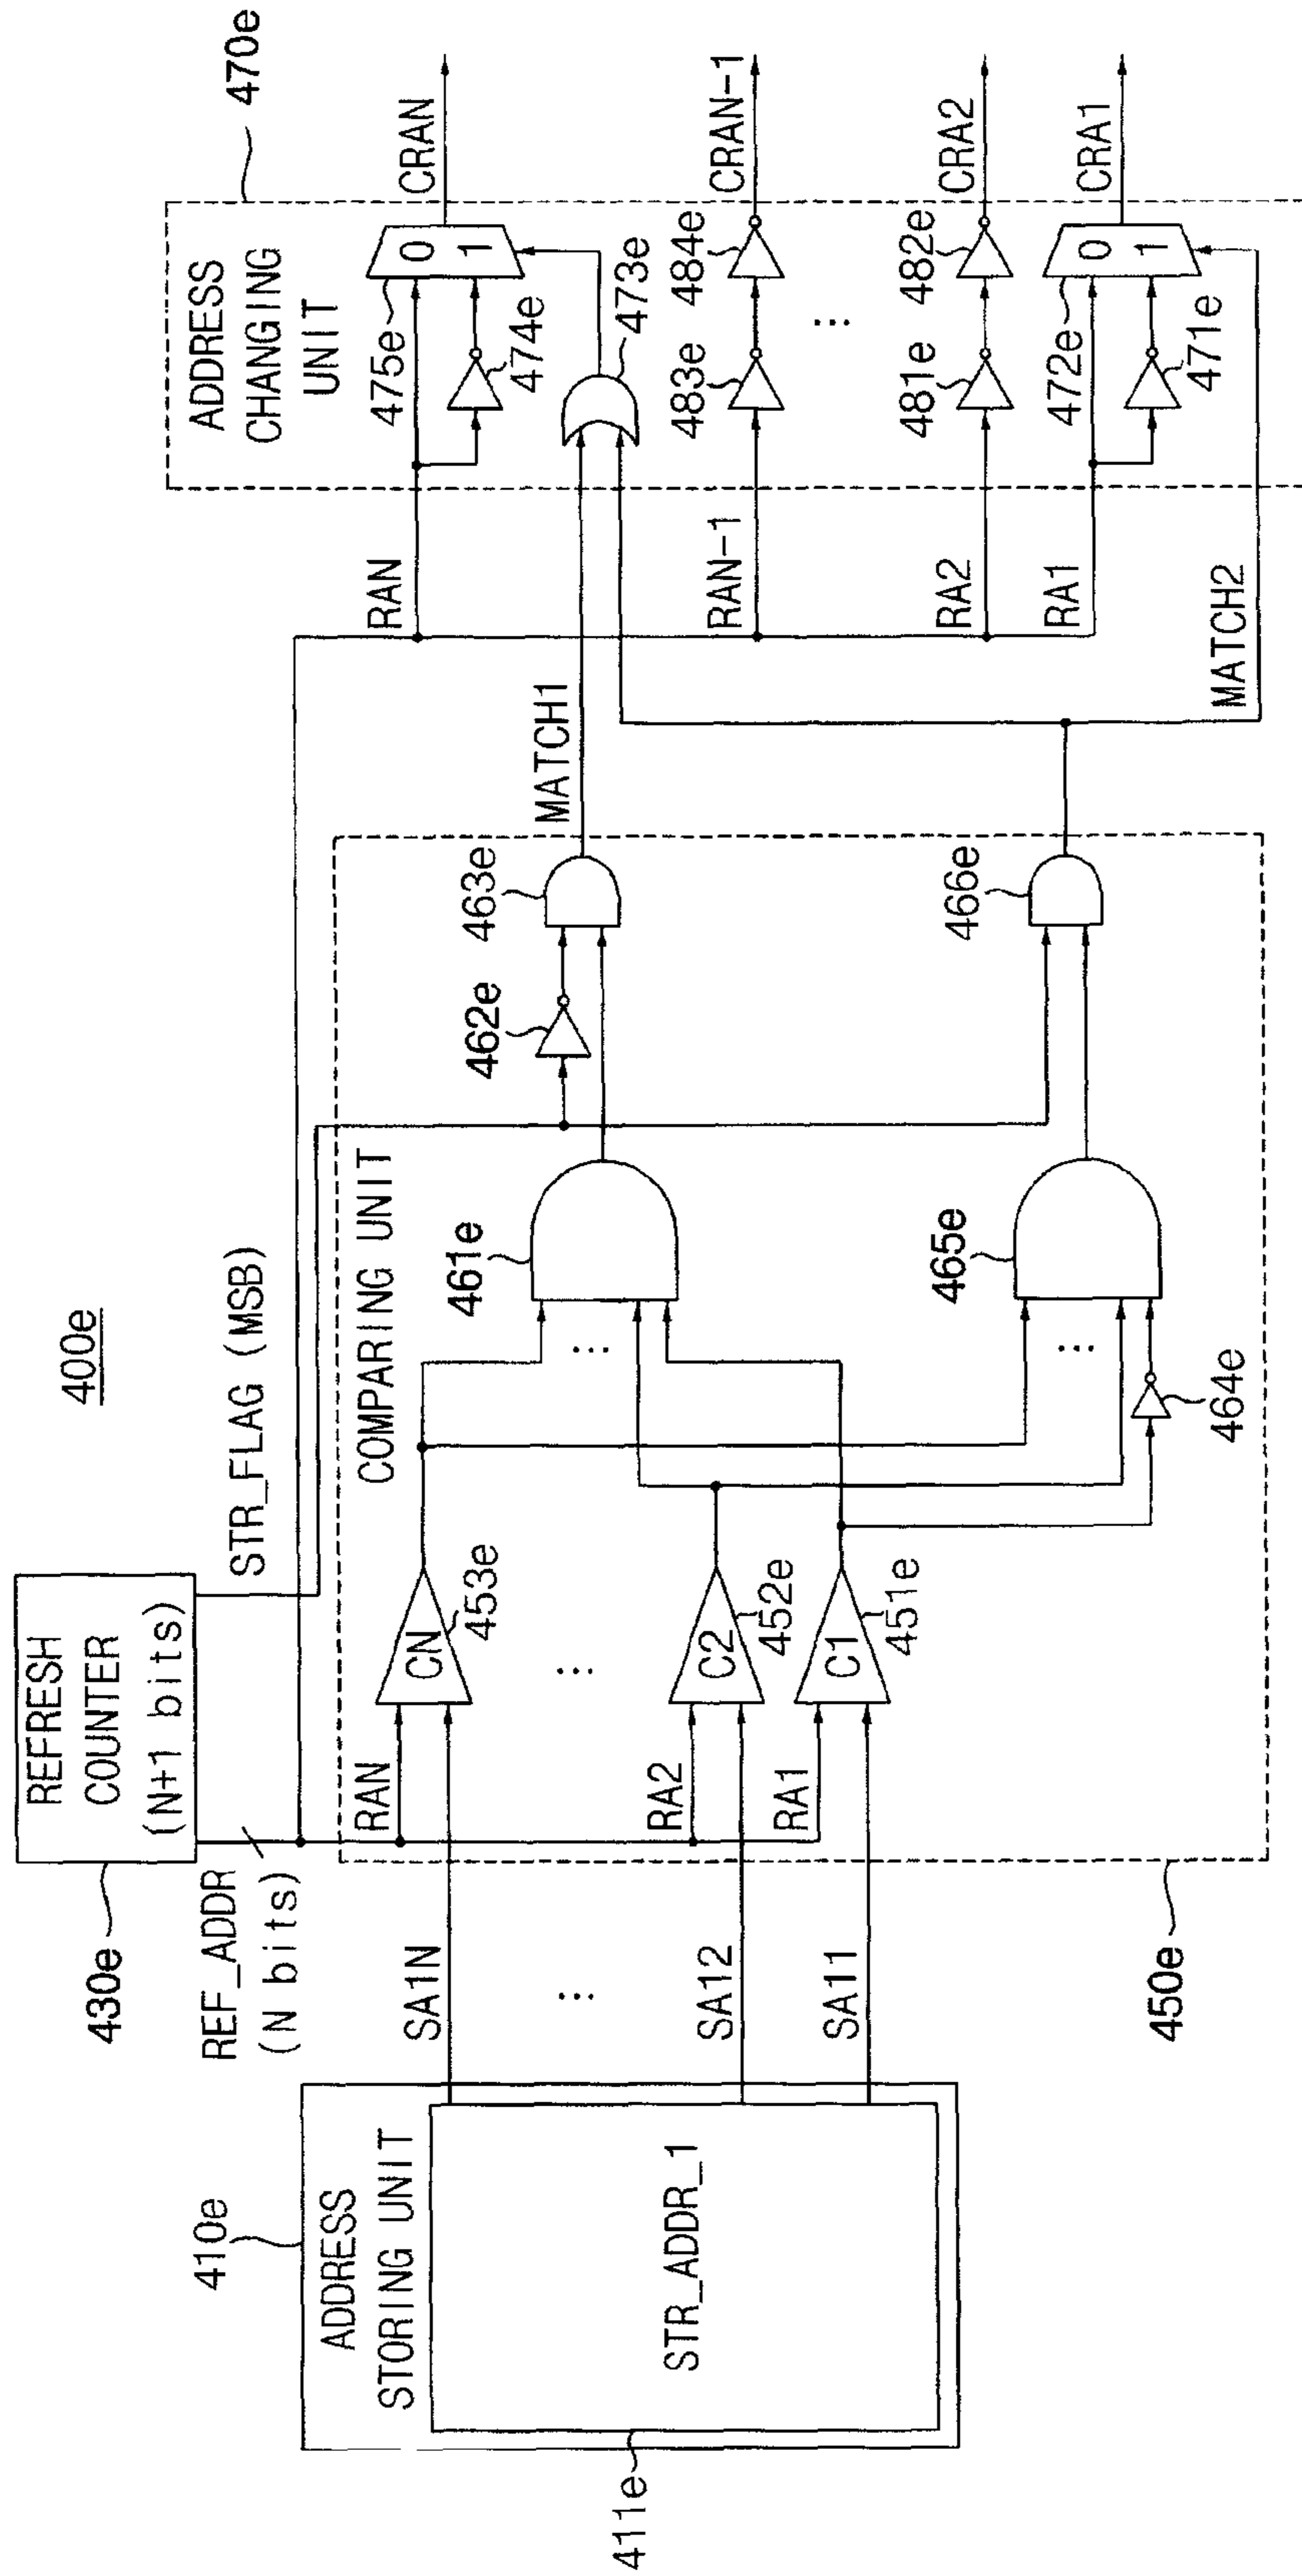 400e
REFRESH
COUNTER
(N+1 bits)
430e
REF_ADDR
(N bits)
STR_FLAG (MSB)
410e
ADDRESS
STORING UNIT
STR_ADDR_1
411e
SA1N
...
SA12
SA11
COMPARING UNIT
450e
RAN
CN
453e
...
RA2
C2
452e
RA1
C1
451e
461e
...
462e
463e
465e
...
464e
466e
MATCH1
MATCH2
ADDRESS
CHANGING
UNIT
470e
RAN
475e
0
1
474e
CRAN
473e
RAN-1
483e
484e
CRAN-1
...
RA2
481e
482e
CRA2
RA1
472e
0
1
471e
CRA1